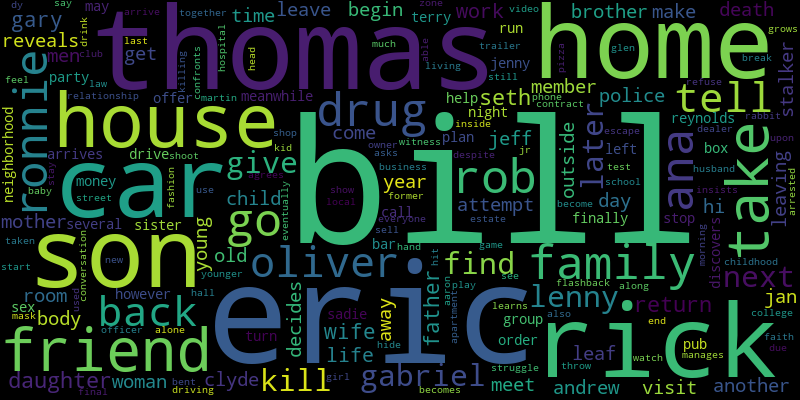 thomas
home
bill
eric
son
car
house
rick
friend
family
drug
rob
take
ana
tell
ronnie
go
oliver
give
back
gabriel
kill
find
lenny
later
next
seth
daughter
gary
reveals
men
get
party
say
may
time
leave
begin
terry
work
run
brother
make
death
stalker
jenny
trailer
video
zone
arrive
together
able
living
still
much
last
club
drink
killing
head
hospital
confronts
dy
law
feel
relationship
martin
offer
meanwhile
member
help
night
police
reynolds
rabbit
dealer
upon
baby
neighborhood
arrives
drive
shoot
kid
shop
inside
owner
asks
witness
plan
jeff
come
despite
jr
phone
contract
glen
pizza
grows
break
refuse
escape
left
box
test
school
husband
leaving
arrested
insists
child
year
attempt
outside
day
hi
stop
former
business
agrees
show
local
use
fashion
stay
money
street
mother
several
sister
young
old
call
everyone
eventually
sell
bar
hand
estate
become
finally
discovers
morning
childhood
faith
due
college
jan
taken
start
conversation
new
used
room
however
younger
hall
sex
mask
body
officer
alone
turn
decides
sadie
wife
life
hide
away
father
hit
aaron
apartment
game
play
see
learns
group
order
also
flashback
along
leaf
return
end
watch
pub
manages
throw
woman
clyde
girl
becomes
meet
struggle
andrew
visit
another
final
bent
driving